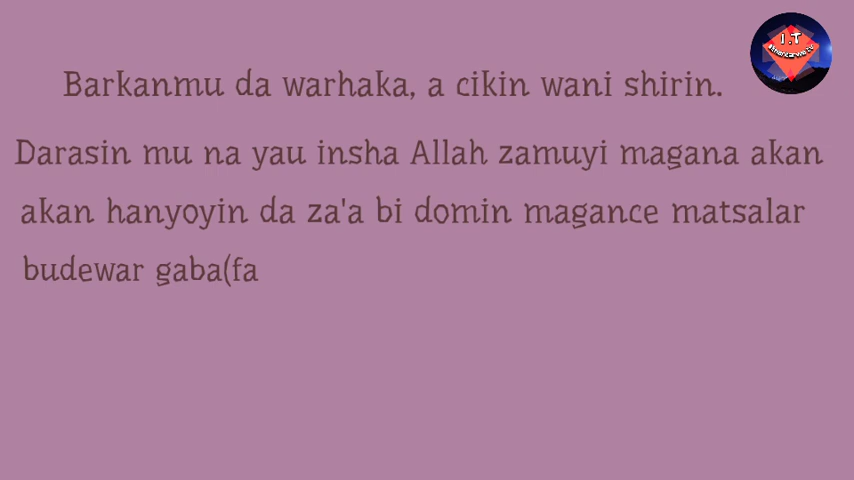 I.T
Barkanmu da warhaka, a cikin wani shirin.
Darasin mu na yau insha Allah zamuyi magana akan
akan hanyoyin da za'a bi domin magance matsalar
budewar gaba(fa